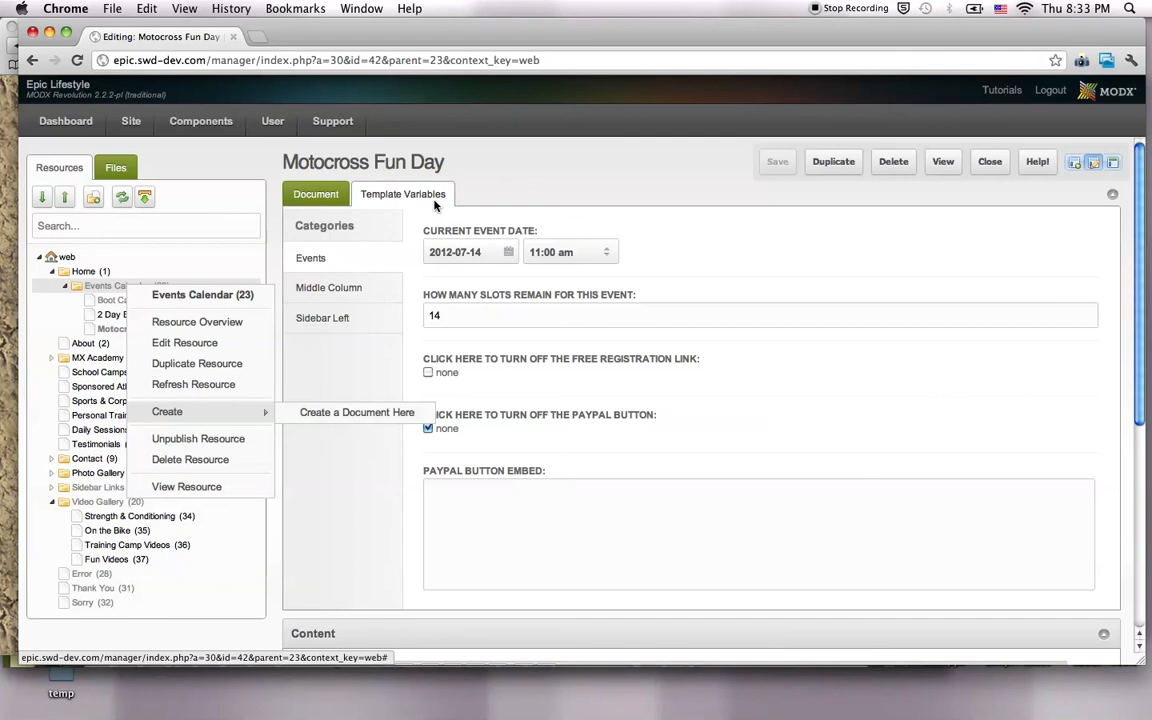 Chrome File Edit View History Bookmarks Window Help Stop Recording Thu 8:33 PM
Editing: Motocross Fun Day
epic.swd-dev.com/manager/index.php?a=30&id=42&parent=23&context_key=web
Epic Lifestyle
MODX Revolution 2.2.2-pl (traditional)
Tutorials Logout MODX
Dashboard Site Components User Support
Resources Files
Search...
web
Home (1)
Events
Boot
2 Day
About (2)
MX Academy
School Camps
Sponsored
Sports &
Personal
Daily Sessions
Testimonials
Contact (9)
Photo Gallery
Sidebar Links
Video Gallery (20)
Strength & Conditioning (34)
On the Bike (35)
Training Camp Videos (36)
Fun Videos (37)
Error (28)
Thank You (31)
Sorry (32)
Events Calendar (23)
Resource Overview
Edit Resource
Duplicate Resource
Refresh Resource
Create
Create a Document Here
Unpublish Resource
Delete Resource
View Resource
Motocross Fun Day
Save Duplicate Delete View Close Help!
Document Template Variables
Categories
Events
Middle Column
Sidebar Left
CURRENT EVENT DATE:
2012-07-14 11:00 am
HOW MANY SLOTS REMAIN FOR THIS EVENT:
14
CLICK HERE TO TURN OFF THE FREE REGISTRATION LINK:
none
HERE TO TURN OFF THE PAYPAL BUTTON:
none
PAYPAL BUTTON EMBED:
Content
epic.swd-dev.com/manager/index.php?a=30&id=42&parent=23&context_key=web#
temp